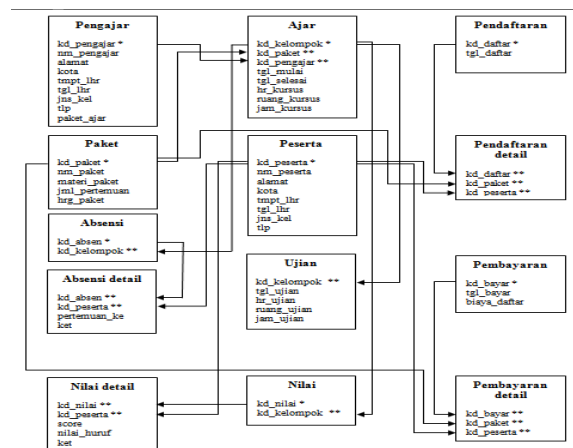 Pengajar
kd_pengajar *
nm_pengajar
alamat
kota
tmpt_lhr
tgl_lhr
jns_kel
tlp
paket_ajar
Ajar
kd_kelompok *
kd_paket **
kd_pengajar **
tgl_mulai
tgl_selesai
hr_kursus
ruang_kursus
jam_kursus
Pendaftaran
kd_daftar *
tgl_daftar
Paket
kd_paket *
nm_paket
materi_paket
jml_pertemuan
hrg_paket
Peserta
kd_peserta *
nm_peserta
alamat
kota
tmpt_lhr
tgl_lhr
jns_kel
tlp
Pendaftaran
detail
kd_daftar **
kd_paket **
kd_peserta **
Absensi
kd_absen *
kd_kelompok **
Absensi detail
kd_absen **
kd_peserta **
pertemuan_ke
ket
Ujian
kd_kelompok **
tgl_ujian
hr_ujian
ruang_ujian
jam_ujian
Pembayaran
kd_bayar *
tgl_bayar
biaya_daftar
Nilai detail
kd_nilai **
kd_peserta **
score
nilai_huruf
ket
Nilai
kd_nilai *
kd_kelompok **
Pembayaran
detail
kd_bayar **
kd_paket **
kd_peserta **